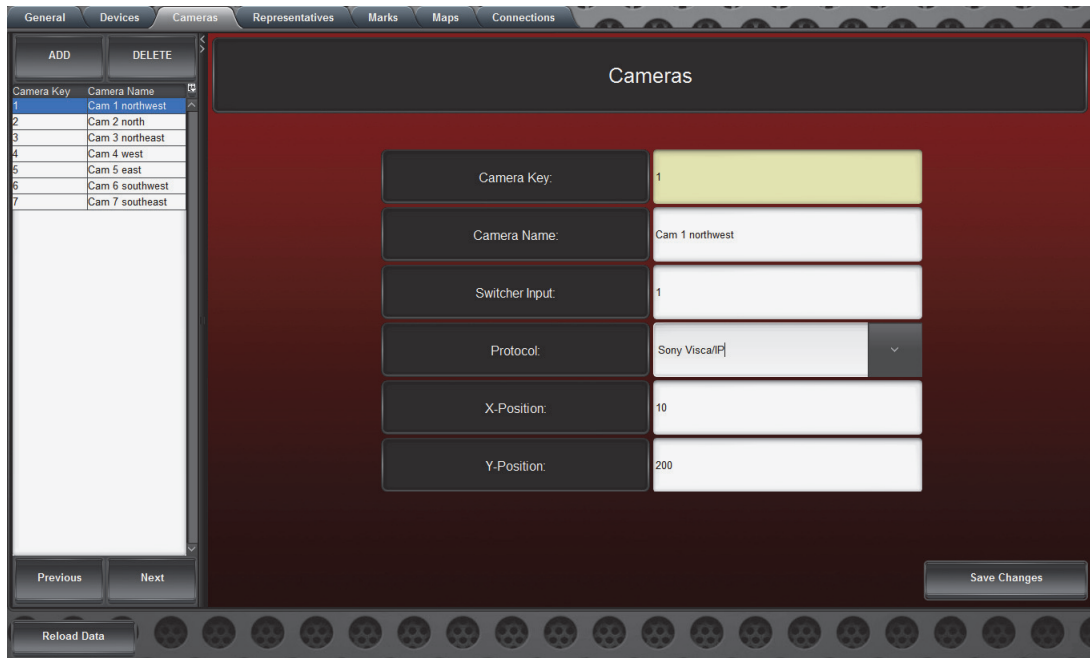 General Devices Cameras Representatives Marks Maps Connections
ADD DELETE
Cameras
Camera Key Camera Name
1 Cam 1 northwest
2 Cam 2 north
3 Cam 3 northeast
4 Cam 4 west
5 Cam 5 east
6 Cam 6 southwest
7 Cam 7 southeast
Camera Key: 1
Camera Name: Cam 1 northwest
Switcher Input: 1
Protocol: Sony Visca/IP
X-Position: 10
Y-Position: 200
Previous Next
Save Changes
Reload Data